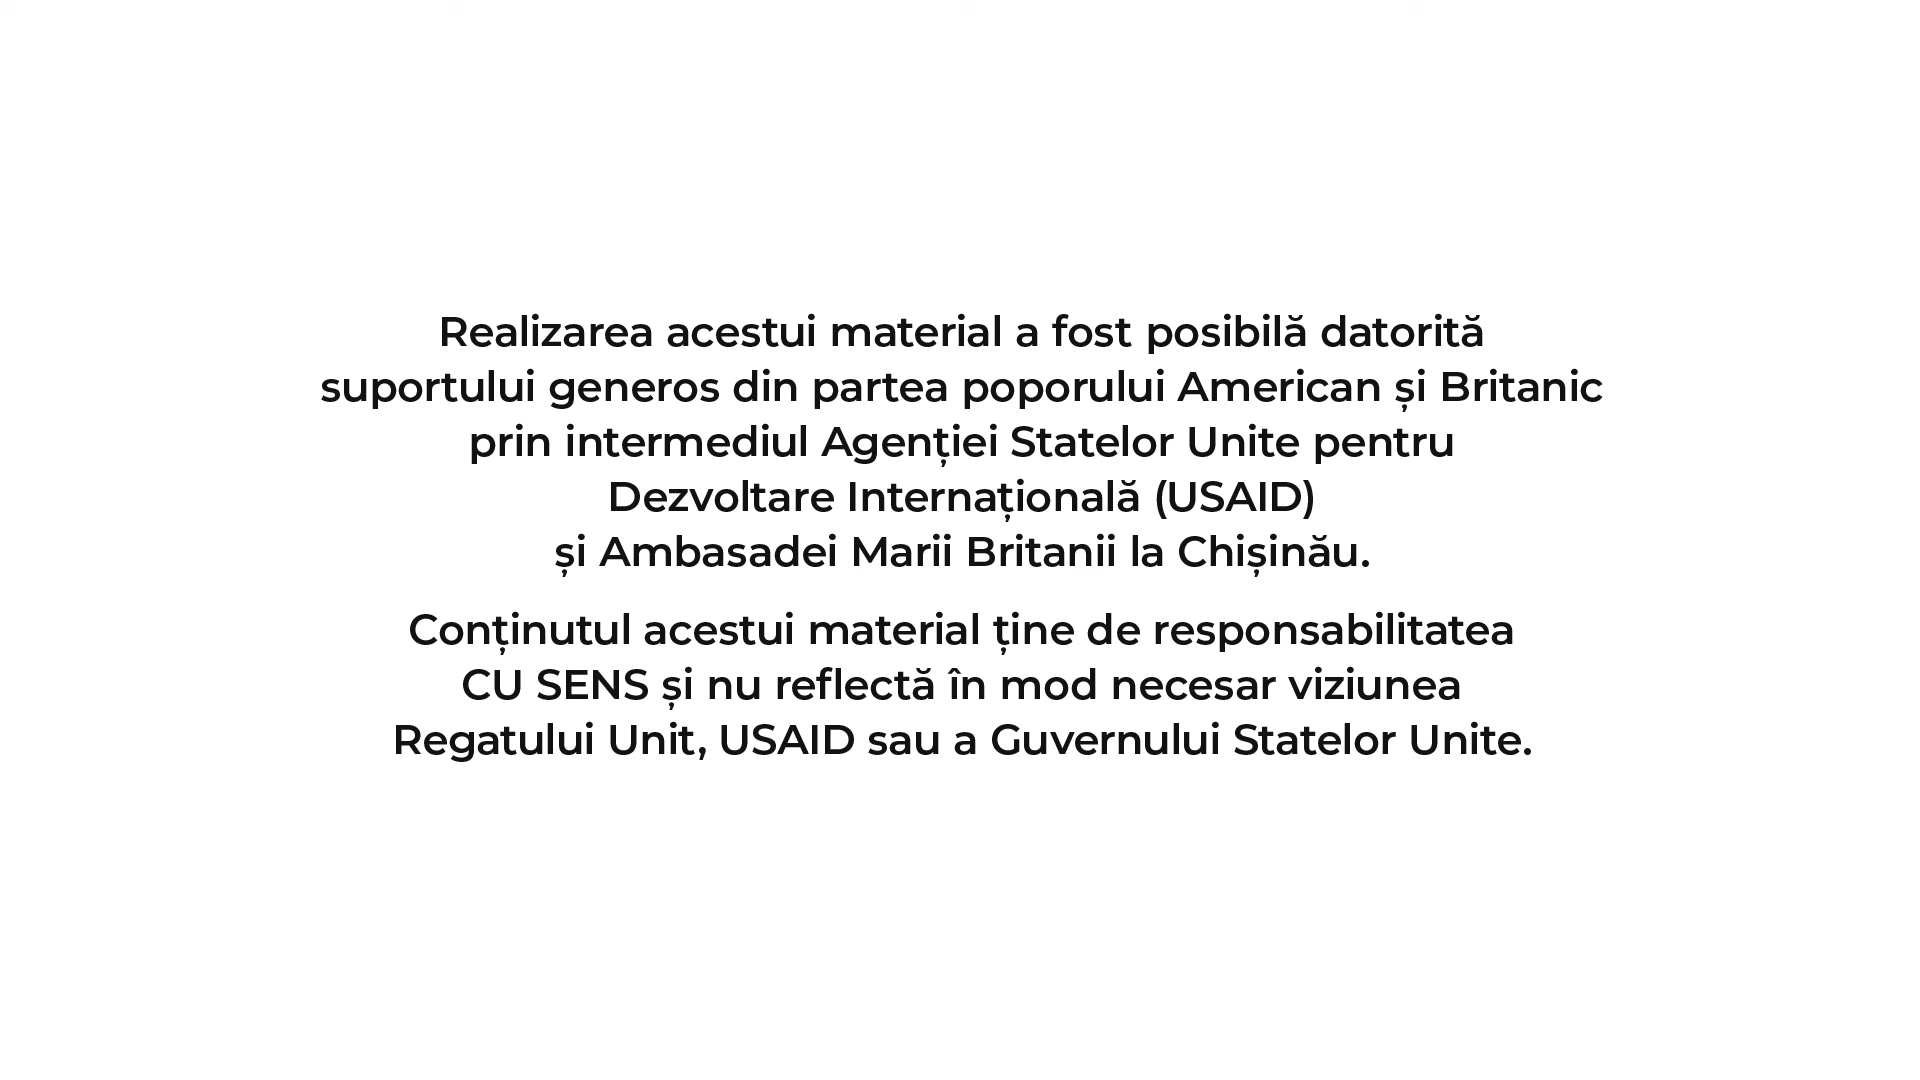 Realizarea acestui material a fost posibilă datorită
suportului generos din partea poporului American și Britanic
prin intermediul Agenției Statelor Unite pentru
Dezvoltare Internațională (USAID)
și Ambasadei Marii Britanii la Chișinău.
Conținutul acestui material ține de responsabilitatea
CU SENS și nu reflectă în mod necesar viziunea
Regatului Unit, USAID sau a Guvernului Statelor Unite.